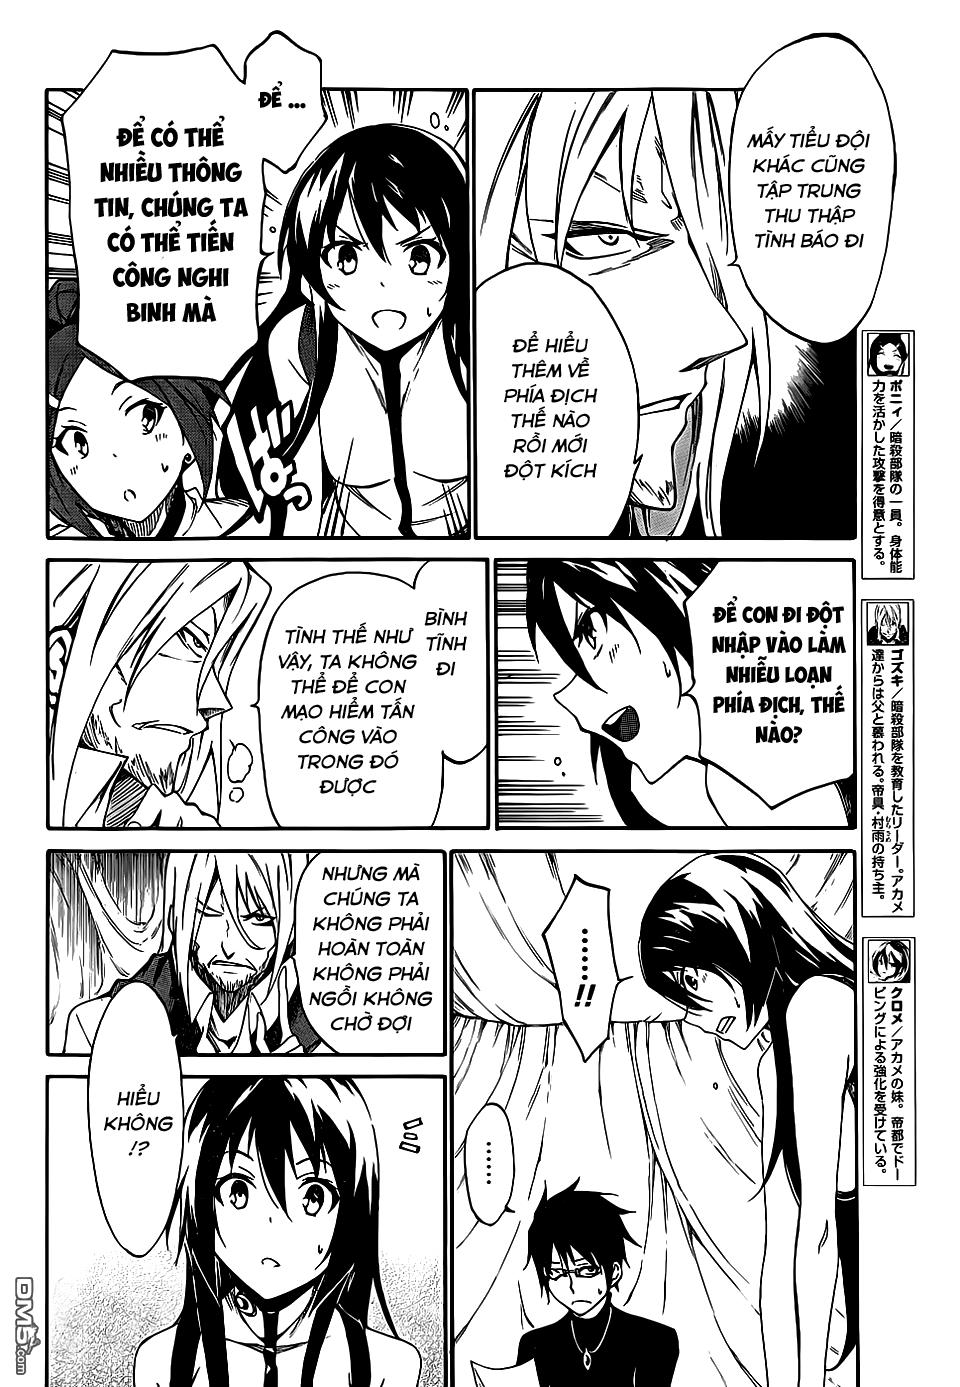 MẤY TIỂU ĐỘI
KHÁC CŨNG
TẬP TRUNG
THU THẬP
TÌNH BÁO ĐI
ĐỂ HIỂU
THÊM VỀ
PHÍA ĐỊCH
THẾ NÀO
RỒI MỚI
ĐỘT KÍCH
ĐỂ ...
ĐỂ CÓ THỂ
NHIỀU THÔNG
TIN, CHÚNG TA
CÓ THỂ TIẾN
CÔNG NGHI
BINH MÀ
ĐỂ CON ĐI ĐỘT
NHẬP VÀO LÀM
NHIỄU LOẠN
PHÍA ĐỊCH, THẾ
NÀO?
BÌNH
TĨNH
ĐI
TÌNH THẾ NHƯ
VẬY, TA KHÔNG
THỂ ĐỂ CON
MẠO HIỂM TẤN
CÔNG VÀO
TRONG ĐÓ
ĐƯỢC
NHƯNG MÀ
CHÚNG TA
KHÔNG PHẢI
HOÀN TOÀN
KHÔNG PHẢI
NGỒI KHÔNG
CHỜ ĐỢI
HIỂU
KHÔNG
!?
......!!
......
ポニィ／暗殺部隊の一員。身体能
力を活かした攻撃を得意とする。
ゴズキ／暗殺部隊を教育したリーダー。アカメ
達からは父と慕われる。帝具・村雨の持ち主。
クロメ／アカメの妹。帝都でドー
ピングによる強化を受けている。
DMB.com